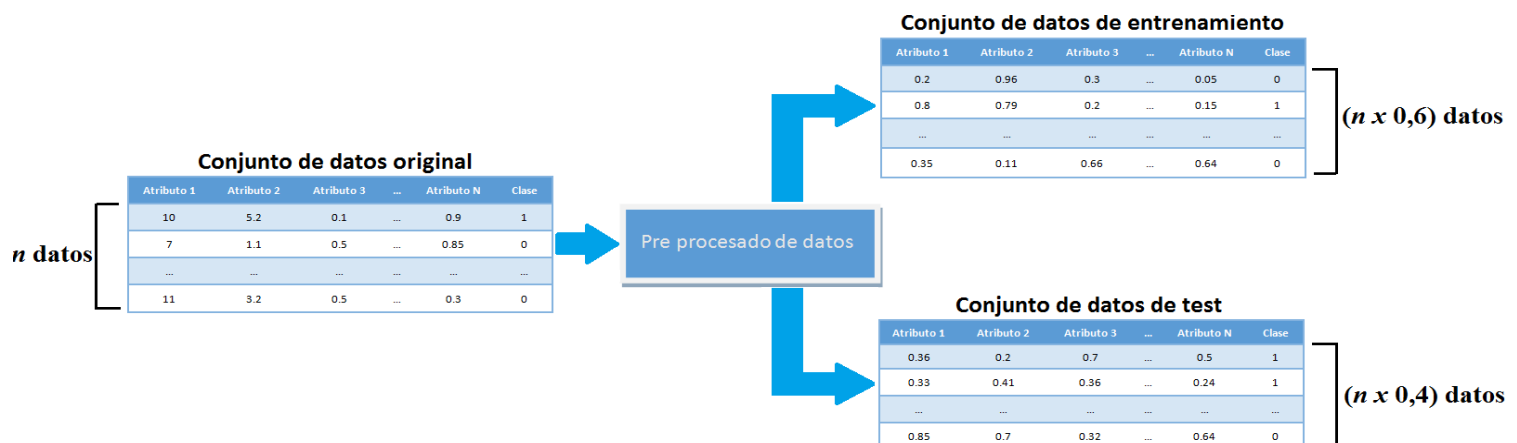 Conjunto de datos de entrenamiento
Atributo 1 Atributo 2 Atributo 3 ... Atributo N Clase
0.2 0.96 0.3 ... 0.05 0
0.8 0.79 0.2 ... 0.15 1
... ... ... ... ... ...
0.35 0.11 0.66 ... 0.64 0
(n x 0,6) datos
Conjunto de datos original
Atributo 1 Atributo 2 Atributo 3 ... Atributo N Clase
10 5.2 0.1 ... 0.9 1
7 1.1 0.5 ... 0.85 0
... ... ... ... ... ...
11 3.2 0.5 ... 0.3 0
n datos
Pre procesado de datos
Conjunto de datos de test
Atributo 1 Atributo 2 Atributo 3 ... Atributo N Clase
0.36 0.2 0.7 ... 0.5 1
0.33 0.41 0.36 ... 0.24 1
... ... ... ... ... ...
0.85 0.7 0.32 ... 0.64 0
(n x 0,4) datos